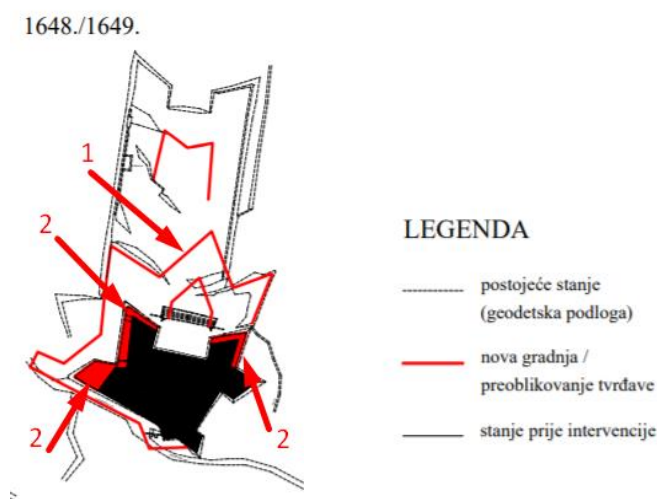 1648./1649.
1
2
2
2
LEGENDA
postojeće stanje
(geodetska podloga)
nova gradnja /
preoblikovanje tvrđave
stanje prije intervencije